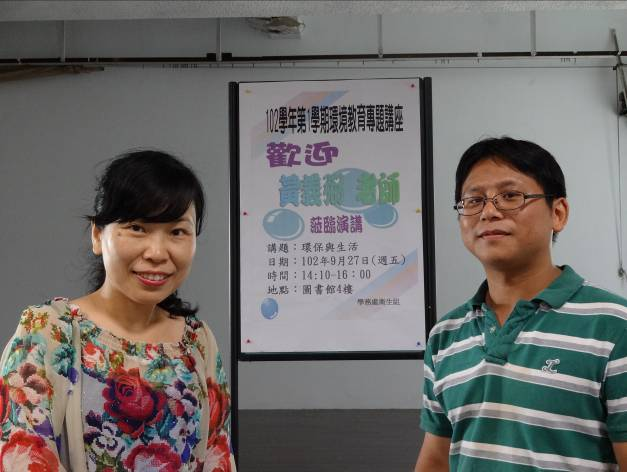 102學年第1學期環境教育專題講座
歡迎
黃義 老師
蒞臨演講
講題：環保與生活
日期：102年9月27日(週五)
時間：14:10-16：00
地點：圖書館4樓
學務處衛生組